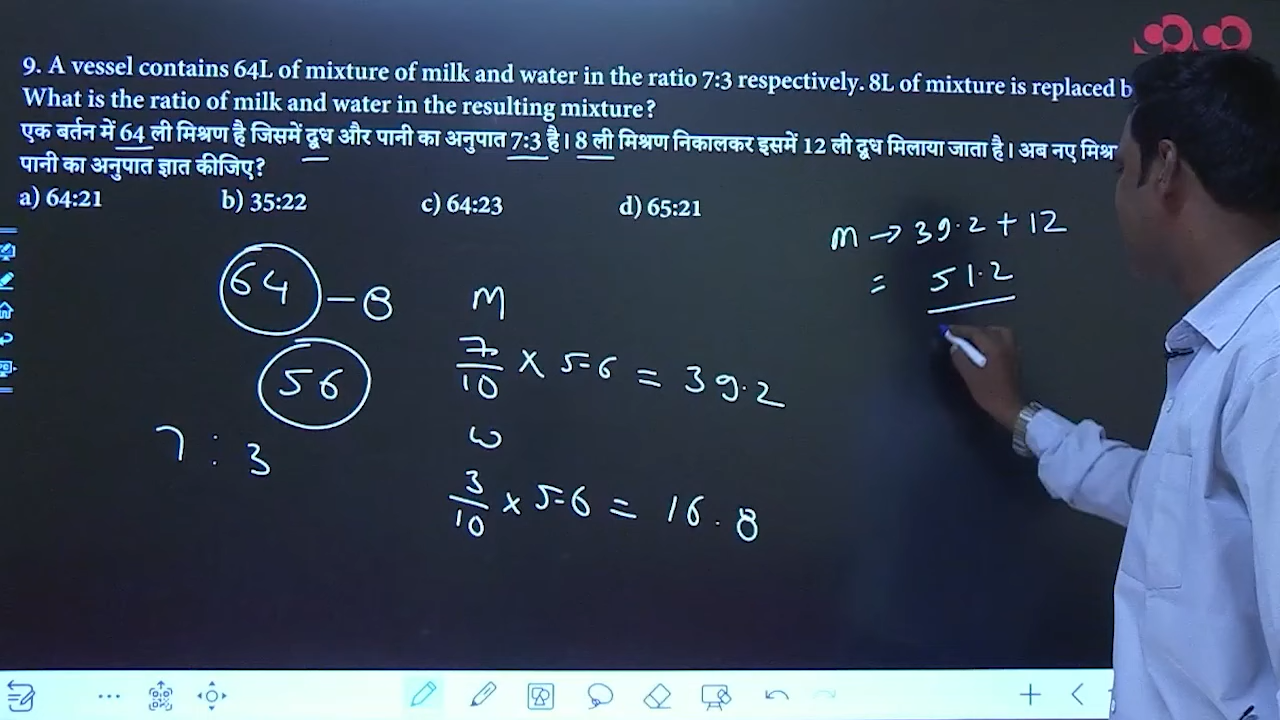 9. A vessel contains 64L of mixture of milk and water in the ratio 7:3 respectively. 8L of mixture is replaced b
What is the ratio of milk and water in the resulting mixture?
एक बर्तन में 64 ली मिश्रण है जिसमें दूध और पानी का अनुपात 7:3 है। 8 ली मिश्रण निकालकर इसमें 12 ली दूध मिलाया जाता है। अब नए मिश्र
पानी का अनुपात ज्ञात कीजिए?
a) 64:21 b) 35:22 c) 64:23 d) 65:21
64 - 8
56
7 : 3
M
7/10 × 56 = 39.2
W
3/10 × 56 = 16.8
M → 39.2 + 12
= 51.2